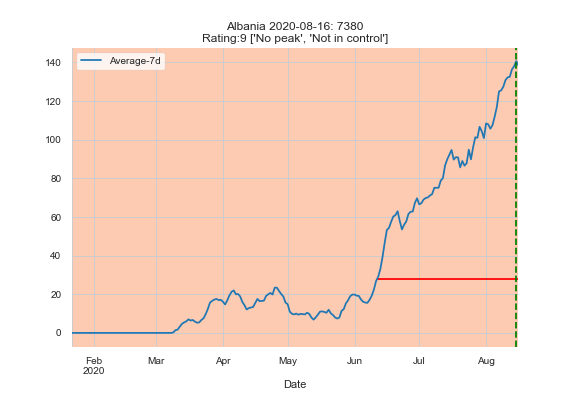 Albania 2020-08-16: 7380
Rating:9 ['No peak', 'Not in control']
Average-7d
140
120
100
80
60
40
20
0
Feb
2020
Mar
Apr
May
Jun
Jul
Aug
Date